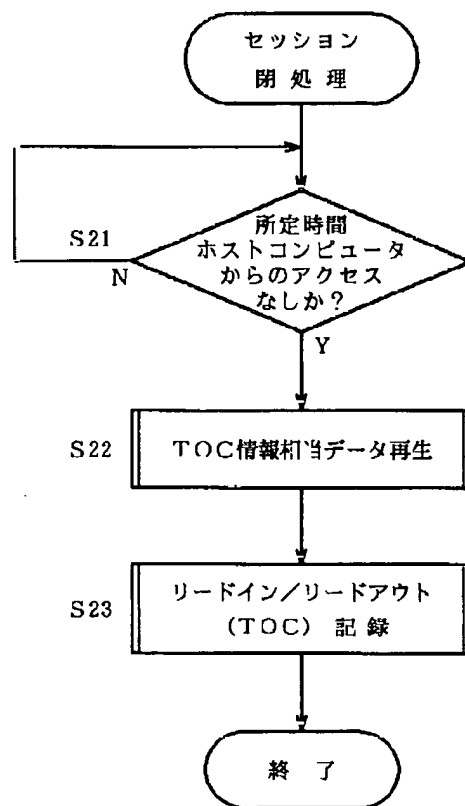 セッション
閉処理
所定時間
S21
ホストコンピュータ
N
からのアクセス
なしか?
Y
S22
TOC情報相当データ再生
S23
リードイン/リードアウト
(TOC)記録
終了